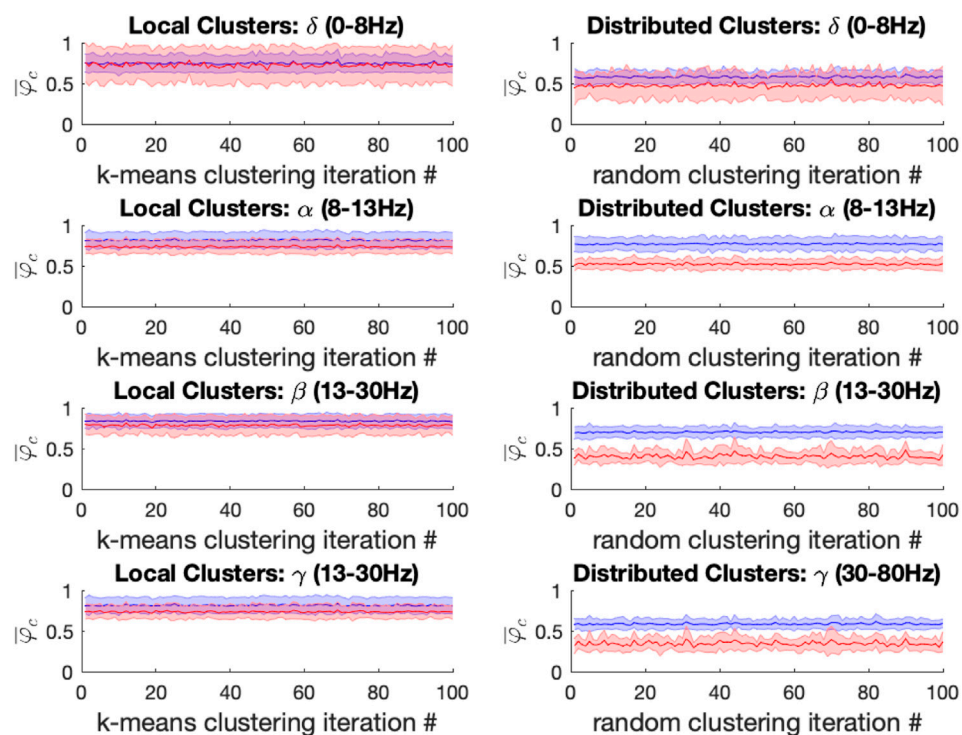 Local Clusters: δ (0-8Hz)
1
0.5
0
φ̅c
0 20 40 60 80 100
k-means clustering iteration #
Distributed Clusters: δ (0-8Hz)
1
0.5
0
φ̅c
0 20 40 60 80 100
random clustering iteration #
Local Clusters: α (8-13Hz)
1
0.5
0
φ̅c
0 20 40 60 80 100
k-means clustering iteration #
Distributed Clusters: α (8-13Hz)
1
0.5
0
φ̅c
0 20 40 60 80 100
random clustering iteration #
Local Clusters: β (13-30Hz)
1
0.5
0
φ̅c
0 20 40 60 80 100
k-means clustering iteration #
Distributed Clusters: β (13-30Hz)
1
0.5
0
φ̅c
0 20 40 60 80 100
random clustering iteration #
Local Clusters: γ (13-30Hz)
1
0.5
0
φ̅c
0 20 40 60 80 100
k-means clustering iteration #
Distributed Clusters: γ (30-80Hz)
1
0.5
0
φ̅c
0 20 40 60 80 100
random clustering iteration #